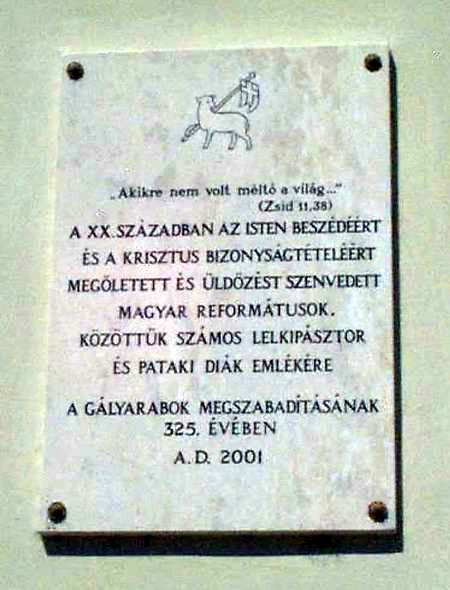 „Akikre nem volt méltó a világ..."
(Zsid 11,38)
A XX. SZÁZADBAN AZ ISTEN BESZÉDÉÉRT
ÉS A KRISZTUS BIZONYSÁGTÉTELÉÉRT
MEGÖLETETT ÉS ÜLDÖZÉST SZENVEDETT
MAGYAR REFORMÁTUSOK.
KÖZÖTTÜK SZÁMOS LELKIPÁSZTOR
ÉS PATAKI DIÁK EMLÉKÉRE
A GÁLYARABOK MEGSZABADÍTÁSÁNAK
325. ÉVÉBEN
A.D. 2001